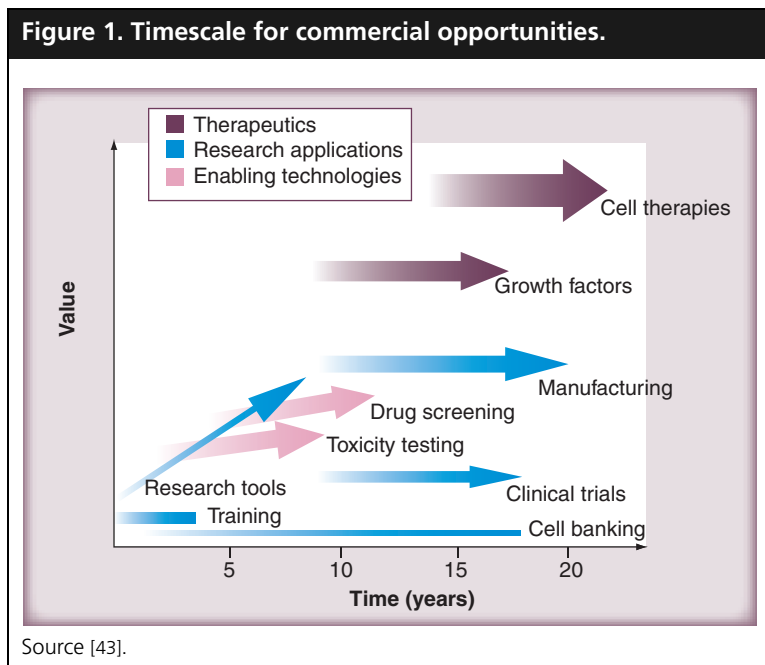 Figure 1. Timescale for commercial opportunities.
Therapeutics
Research applications
Enabling technologies
Cell therapies
Growth factors
Manufacturing
Drug screening
Toxicity testing
Research tools
Clinical trials
Training
Cell banking
Value
5 10 15 20
Time (years)
Source [43].